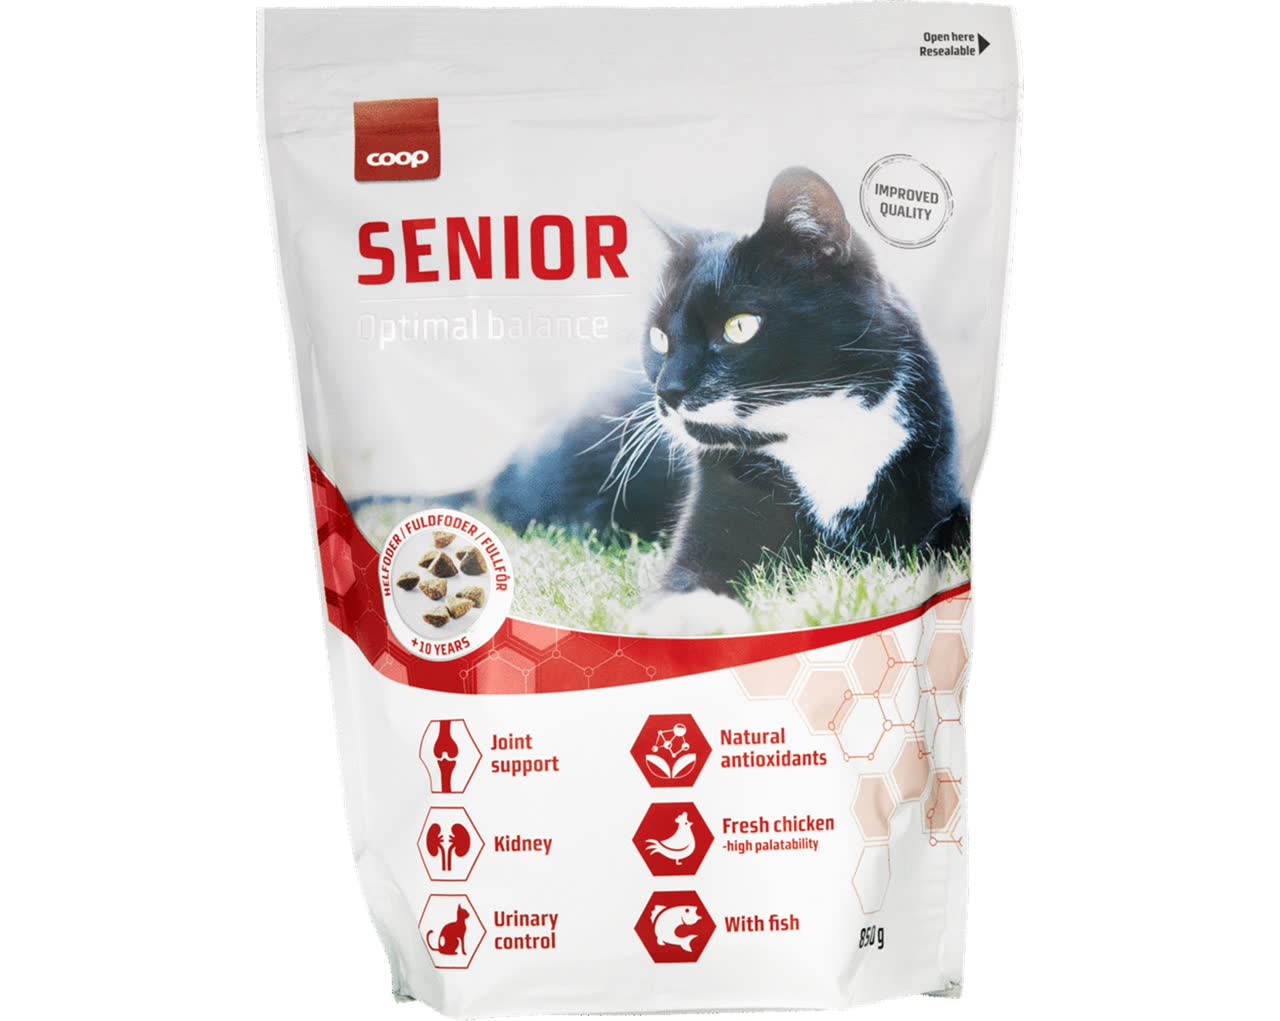 Open here
Resealable
coop
IMPROVED
QUALITY
SENIOR
Optimal balance
HELFODER / FULDFODER / FULLFÔR
+10 YEARS
Joint
support
Natural
antioxidants
Kidney
Fresh chicken
-high palatability
Urinary
control
With fish
850 g